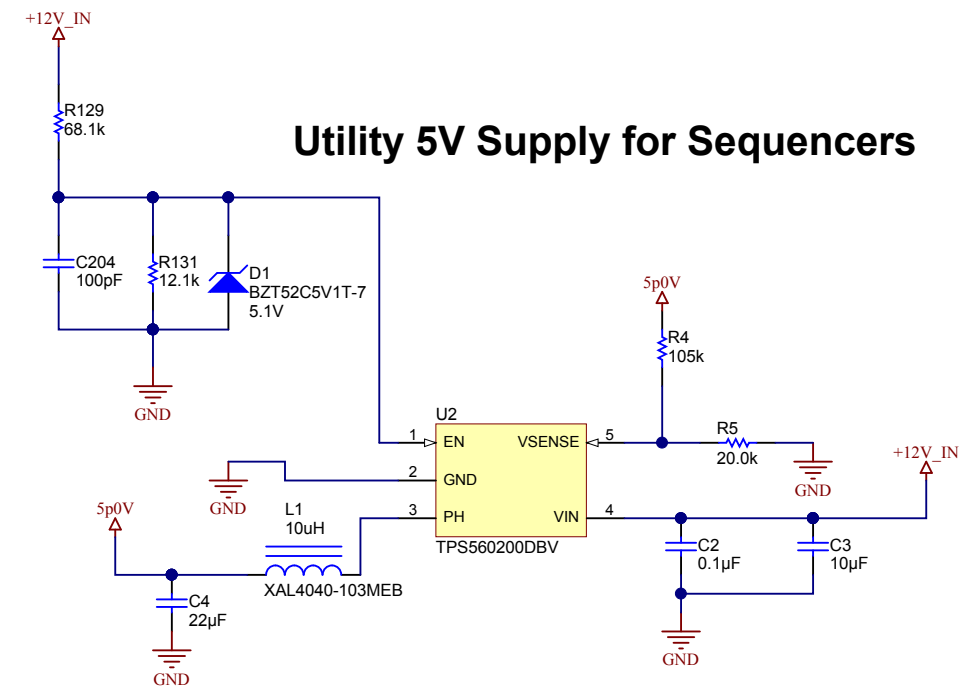 +12V_IN
R129
68.1k
Utility 5V Supply for Sequencers
C204
100pF
R131
12.1k
D1
BZT52C5V1T-7
5.1V
GND
5p0V
R4
105k
U2
1
EN
VSENSE
5
R5
20.0k
GND
+12V_IN
2
GND
GND
5p0V
L1
10uH
3
PH
VIN
4
TPS560200DBV
XAL4040-103MEB
C2
0.1µF
C3
10µF
C4
22µF
GND
GND